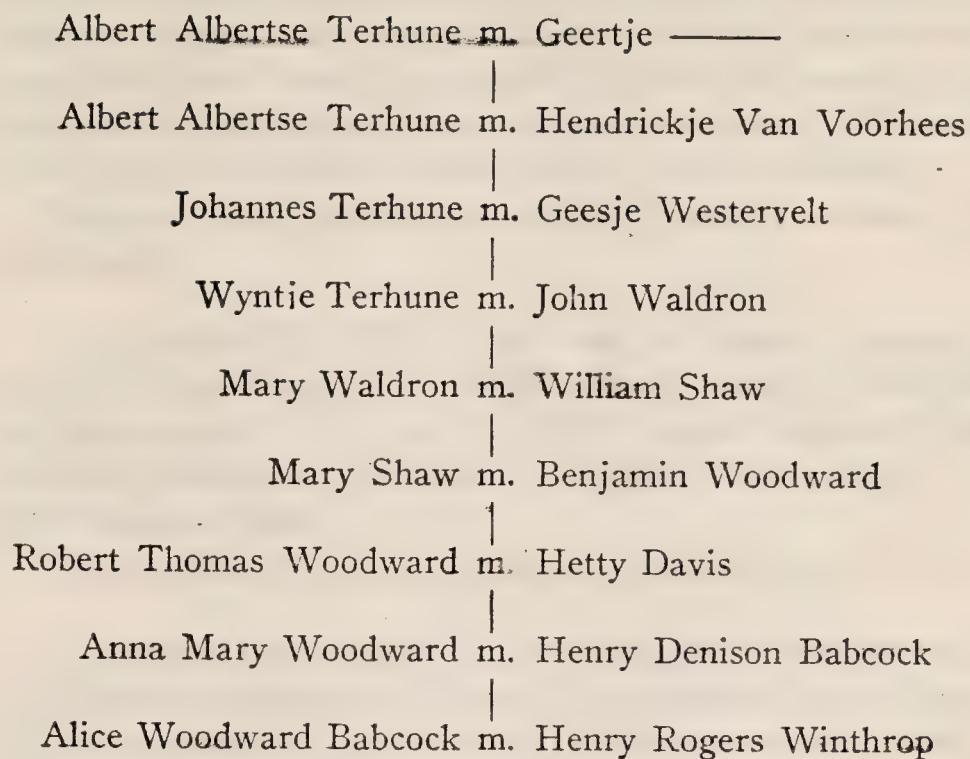 Albert Albertse Terhune m. Geertje ———
Albert Albertse Terhune m. Hendrickje Van Voorhees
Johannes Terhune m. Geesje Westervelt
Wyntie Terhune m. John Waldron
Mary Waldron m. William Shaw
Mary Shaw m. Benjamin Woodward
Robert Thomas Woodward m. Hetty Davis
Anna Mary Woodward m. Henry Denison Babcock
Alice Woodward Babcock m. Henry Rogers Winthrop